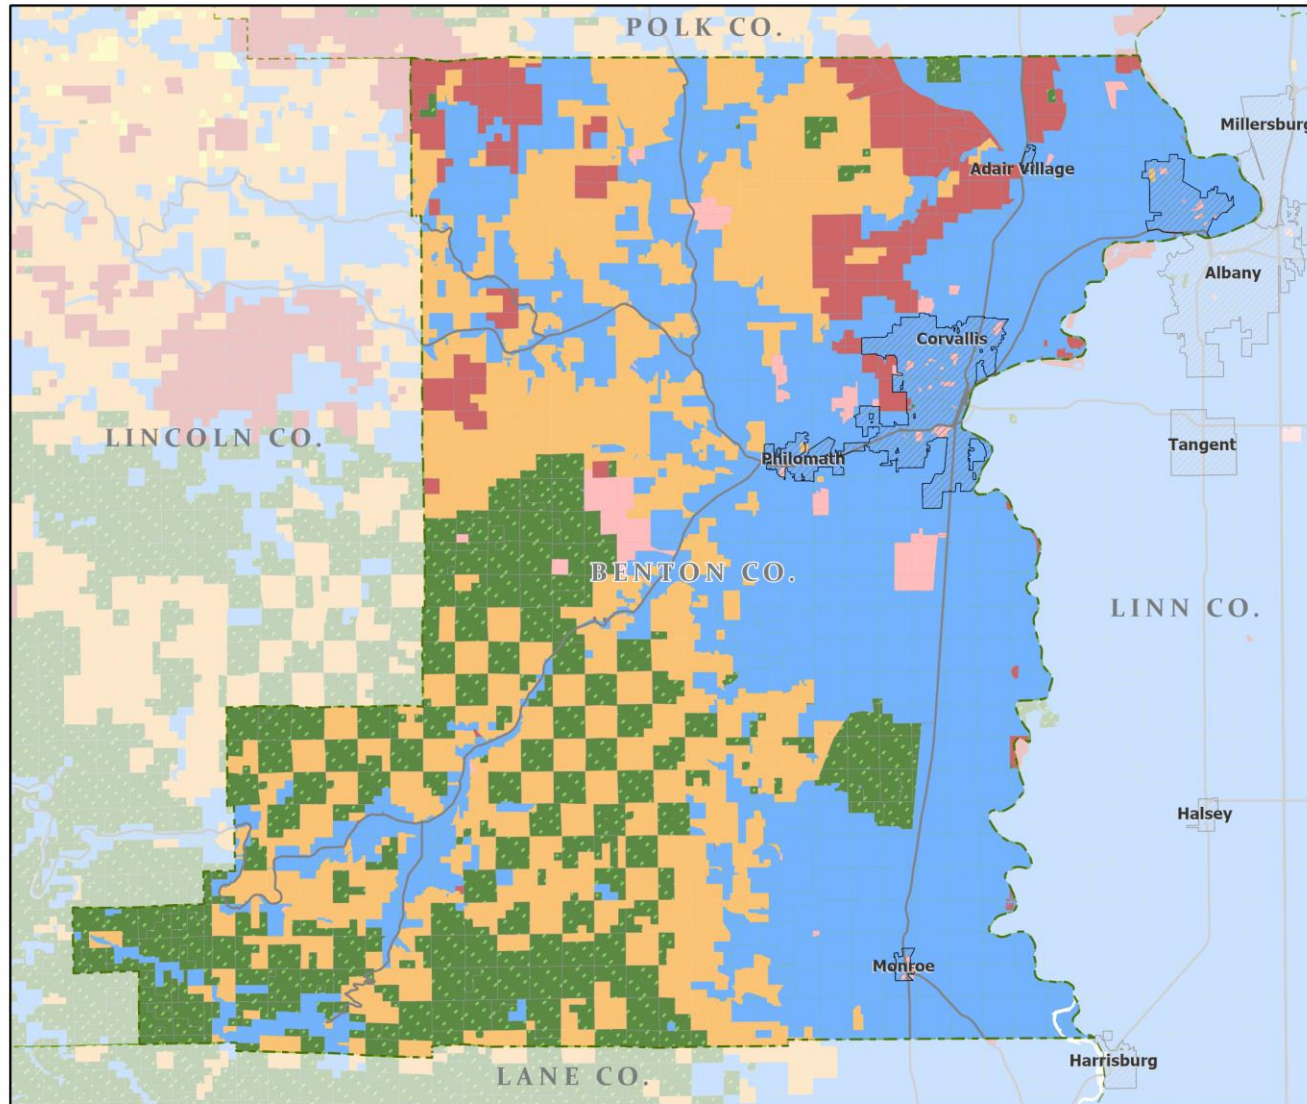 POLK CO.
Millersburg
Adair Village
Albany
Corvallis
LINCOLN CO.
Tangent
Philomath
BENTON CO.
LINN CO.
Halsey
Monroe
Harrisburg
LANE CO.